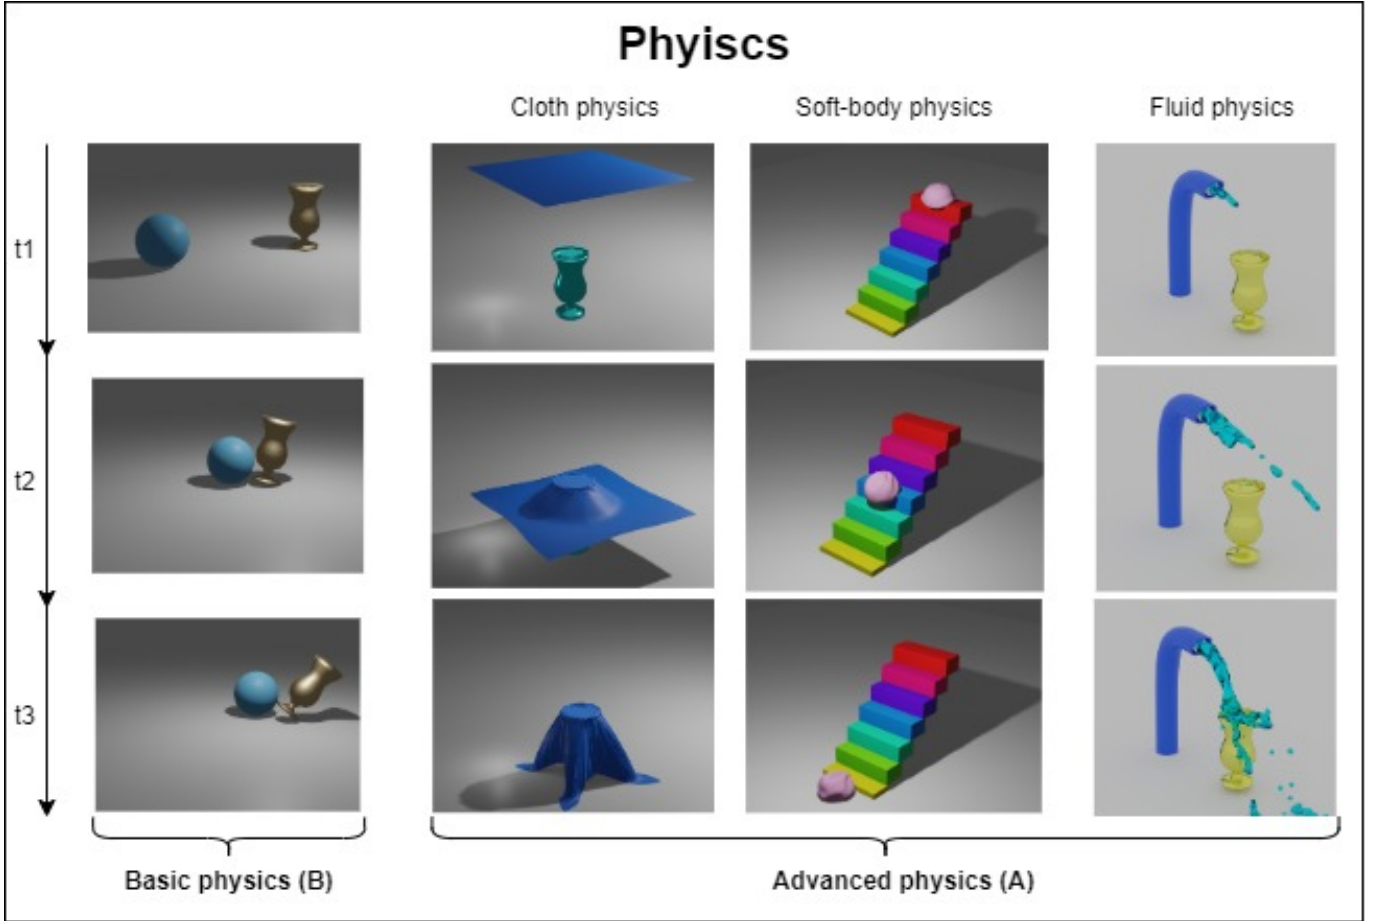 Phyiscs
Cloth physics
Soft-body physics
Fluid physics
t1
t2
t3
Basic physics (B)
Advanced physics (A)